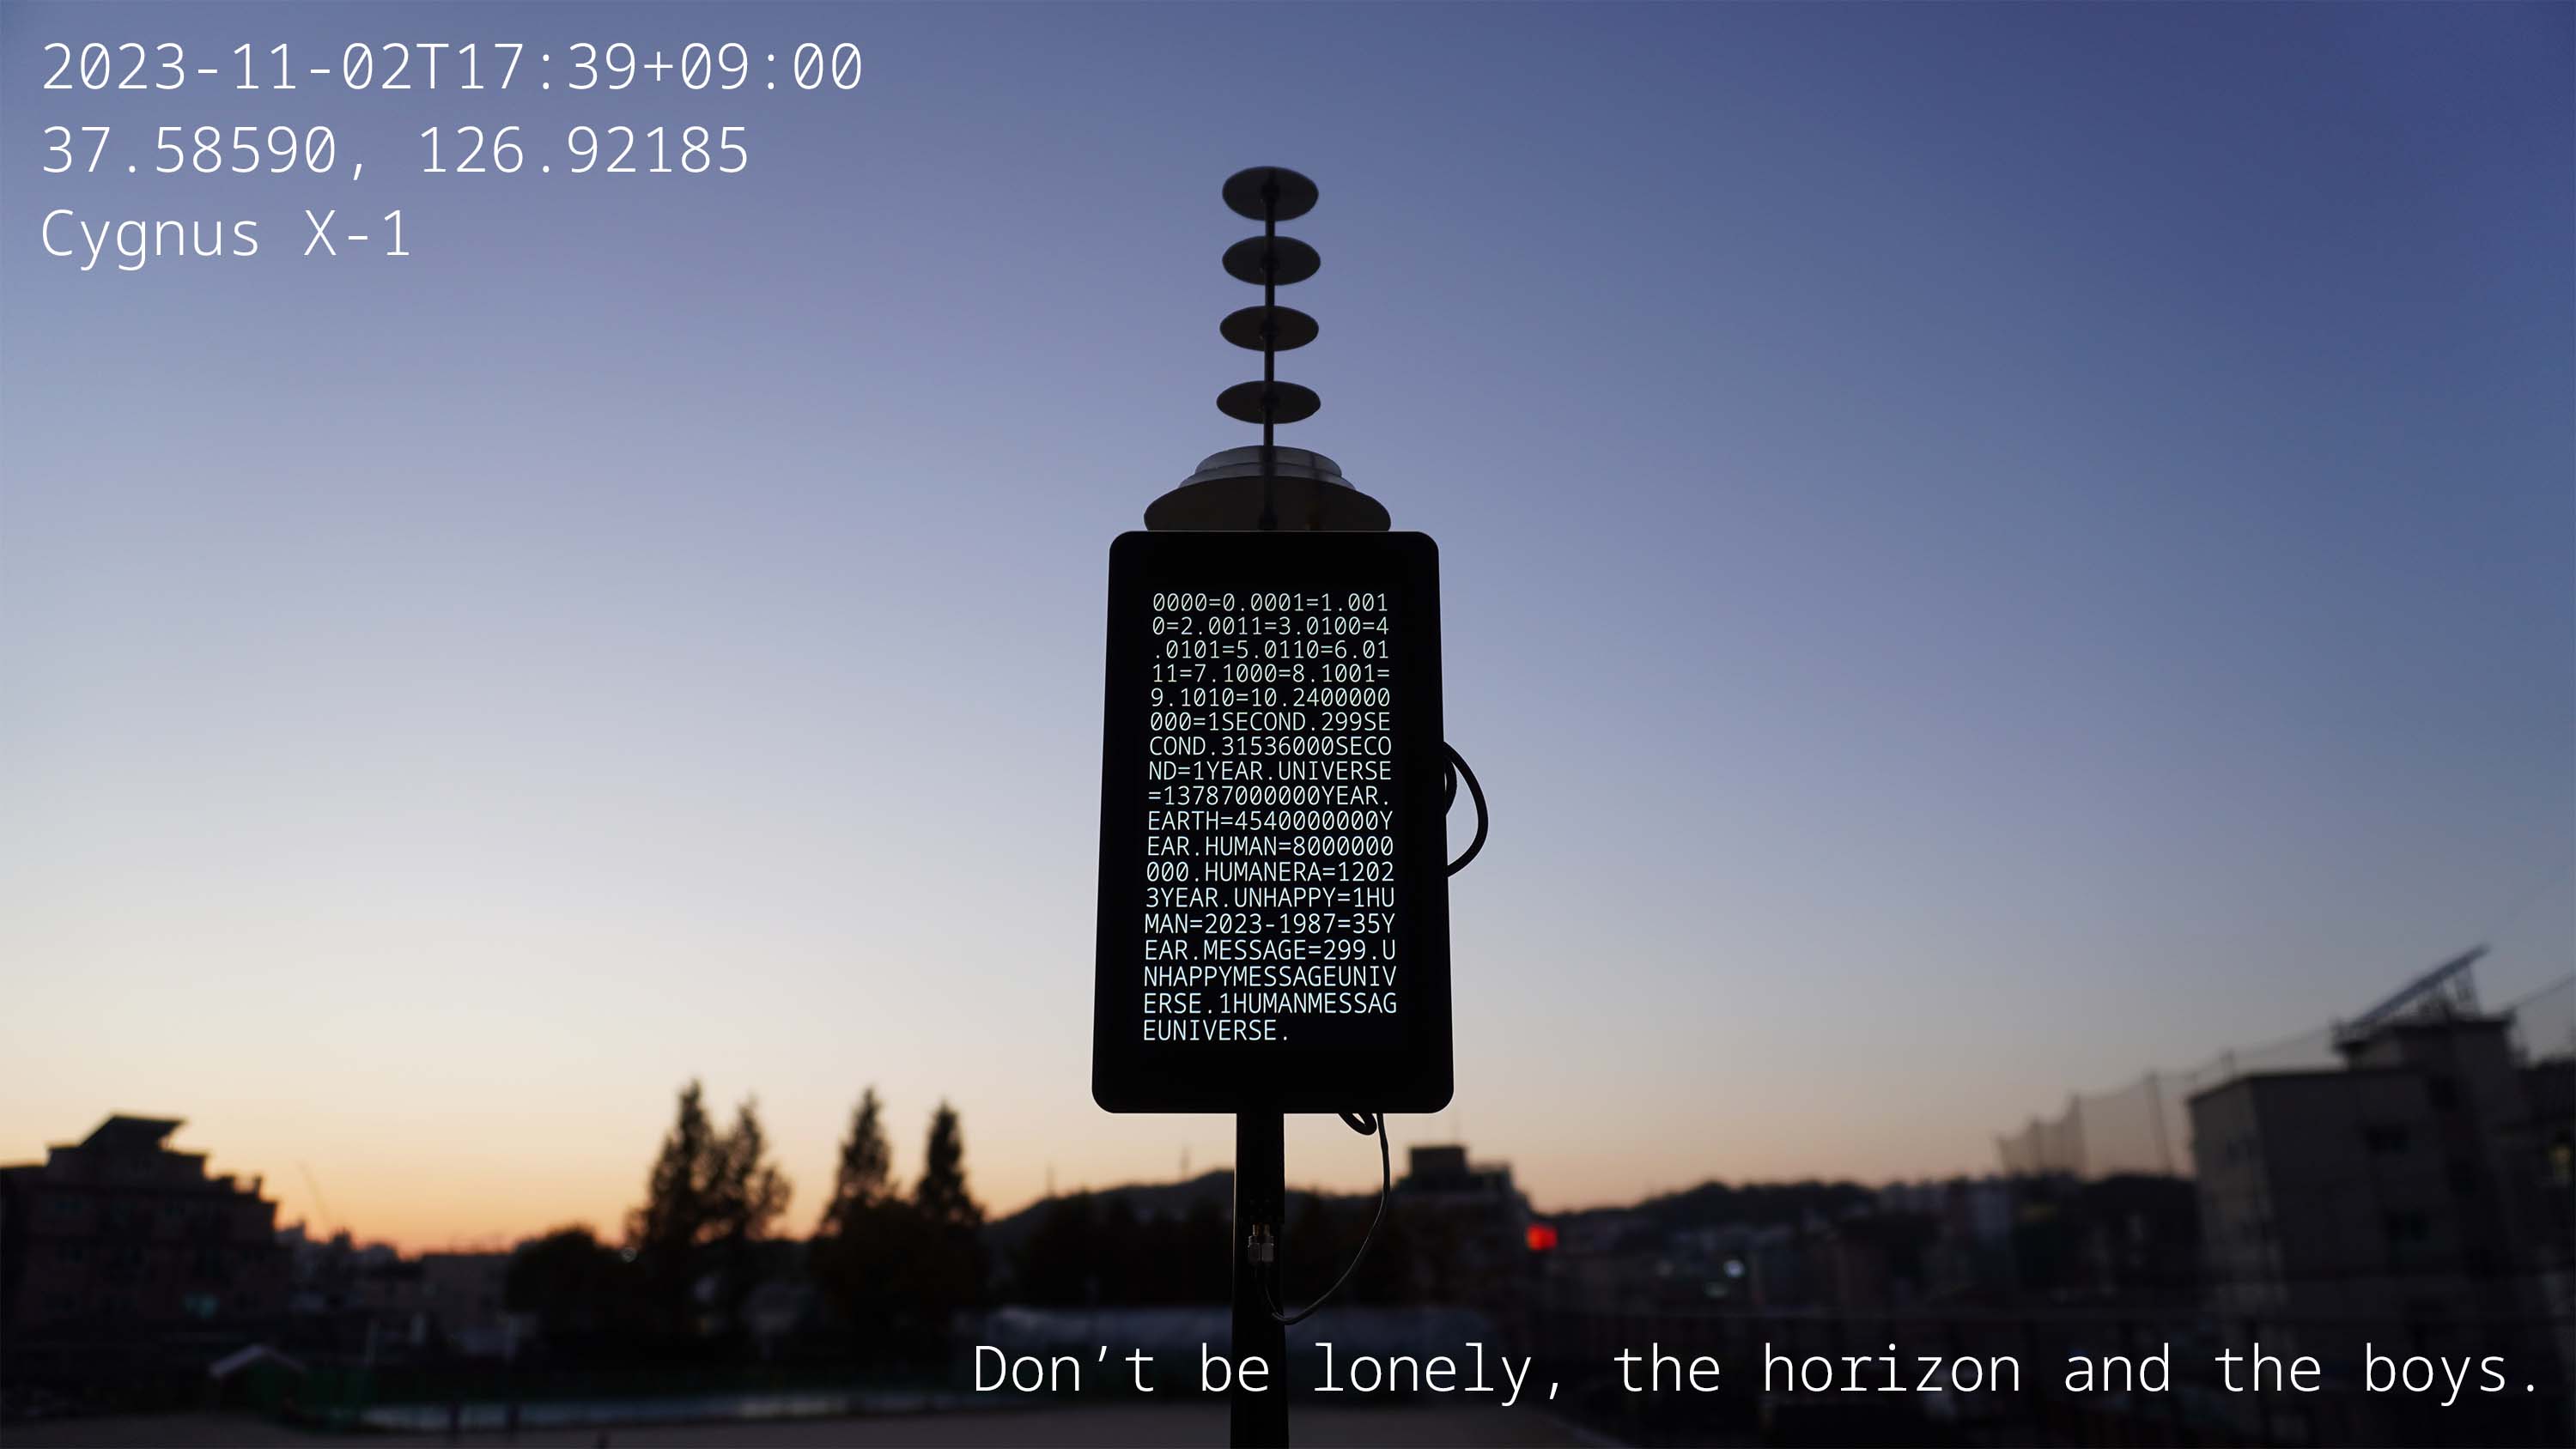 2023-11-02T17:39+09:00
37.58590, 126.92185
Cygnus X-1
0000=0.0001=1.001
0=2.0011=3.0100=4
.0101=5.0110=6.01
11=7.1000=8.1001=
9.1010=10.2400000
000=1SECOND.299SE
COND.31536000SECO
ND=1YEAR.UNIVERSE
=13787000000YEAR.
EARTH=4540000000Y
EAR.HUMAN=8000000
000.HUMANERA=1202
3YEAR.UNHAPPY=1HU
MAN=2023-1987=35Y
EAR.MESSAGE=299.U
NHAPPYMESSAGEUNIV
ERSE.1HUMANMESSAG
EUNIVERSE.
Don’t be lonely, the horizon and the boys.